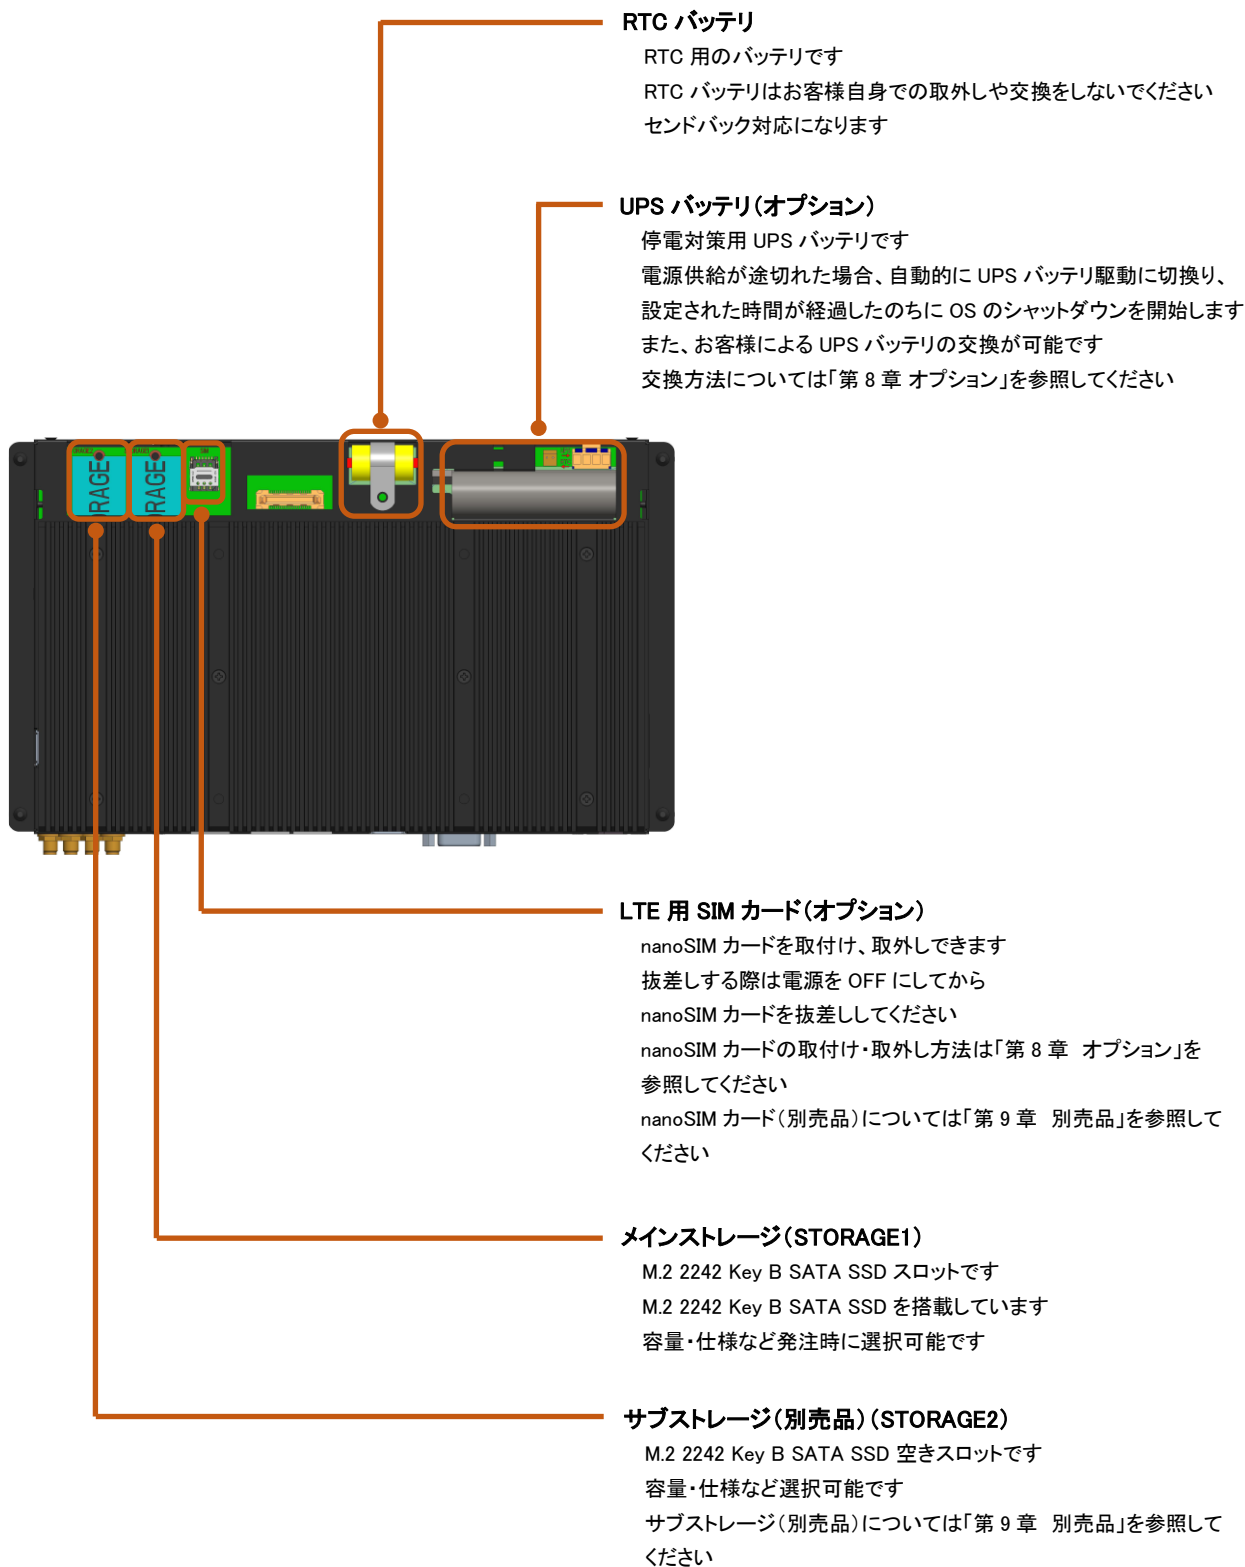 RTC バッテリ
RTC 用のバッテリです
RTC バッテリはお客様自身での取外しや交換をしないでください
センドバック対応になります
UPS バッテリ(オプション)
停電対策用 UPS バッテリです
電源供給が途切れた場合、自動的に UPS バッテリ駆動に切換り、
設定された時間が経過したのちに OS のシャットダウンを開始します
また、お客様による UPS バッテリの交換が可能です
交換方法については「第 8 章 オプション」を参照してください
RAGE
RAGE
SIM
LTE 用 SIM カード(オプション)
nanoSIM カードを取付け、取外しできます
抜差しする際は電源を OFF にしてから
nanoSIM カードを抜差ししてください
nanoSIM カードの取付け・取外し方法は「第 8 章 オプション」を
参照してください
nanoSIM カード(別売品)については「第 9 章 別売品」を参照して
ください
メインストレージ(STORAGE1)
M.2 2242 Key B SATA SSD スロットです
M.2 2242 Key B SATA SSD を搭載しています
容量・仕様など発注時に選択可能です
サブストレージ(別売品)(STORAGE2)
M.2 2242 Key B SATA SSD 空きスロットです
容量・仕様など選択可能です
サブストレージ(別売品)については「第 9 章 別売品」を参照して
ください